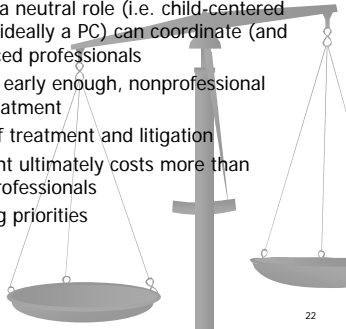 a neutral role (i.e. child-centered
ideally a PC) can coordinate (and
ced professionals
early enough, nonprofessional
atment
f treatment and litigation
nt ultimately costs more than
rofessionals
g priorities
22